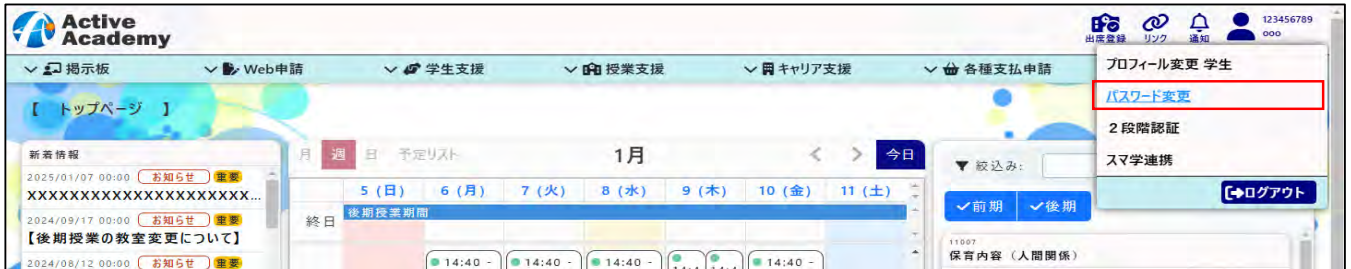 Active
Academy
出席登録
リンク
通知
123456789
ooo
掲示板
Web申請
学生支援
授業支援
キャリア支援
各種支払申請
プロフィール変更 学生
パスワード変更
２段階認証
スマ学連携
ログアウト
【 トップページ 】
新着情報
2025/01/07 00:00 お知らせ 重要
XXXXXXXXXXXXXXXXXXXXX...
2024/09/17 00:00 お知らせ 重要
【後期授業の教室変更について】
2024/08/12 00:00 お知らせ 重要
月 週 日 予定リスト
1月
< > 今日
5 (日) 6 (月) 7 (火) 8 (水) 9 (木) 10 (金) 11 (土)
終日
後期授業期間
14:40 - 14:40 - 14:40 - 14:40 -
▼絞込み:
前期 後期
11007
保育内容（人間関係）